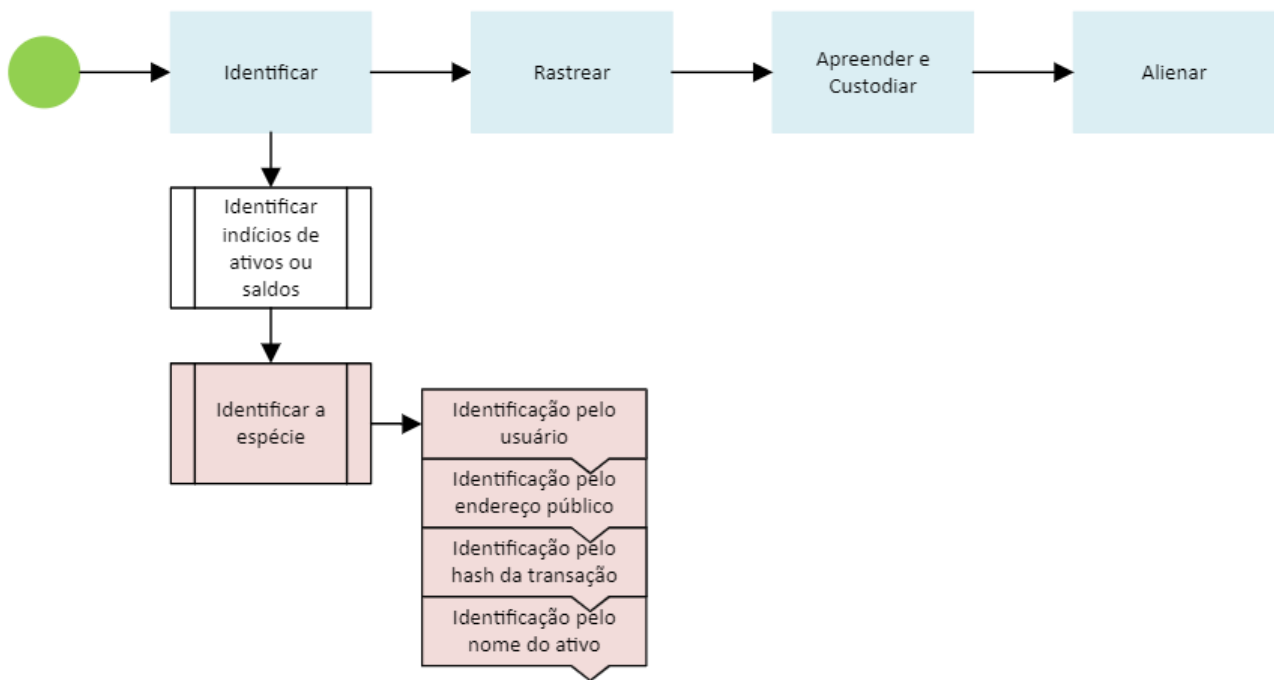 Identificar
Rastrear
Apreender e
Custodiar
Alienar
Identificar
indícios de
ativos ou
saldos
Identificar a
espécie
Identificação pelo
usuário
Identificação pelo
endereço público
Identificação pelo
hash da transação
Identificação pelo
nome do ativo